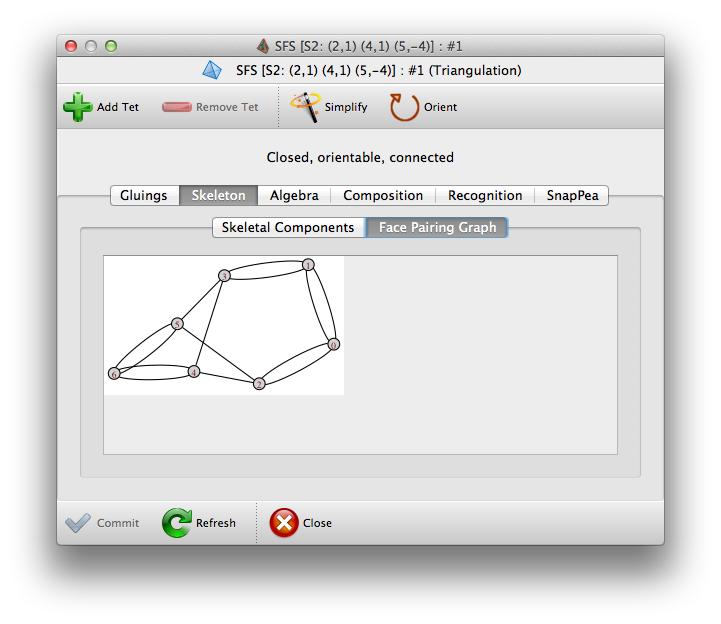 SFS [S2: (2,1) (4,1) (5,-4)] : #1
SFS [S2: (2,1) (4,1) (5,-4)] : #1 (Triangulation)
Add Tet Remove Tet Simplify Orient
Closed, orientable, connected
Gluings Skeleton Algebra Composition Recognition SnapPea
Skeletal Components Face Pairing Graph
1
3
5
0
4
6
2
Commit Refresh Close